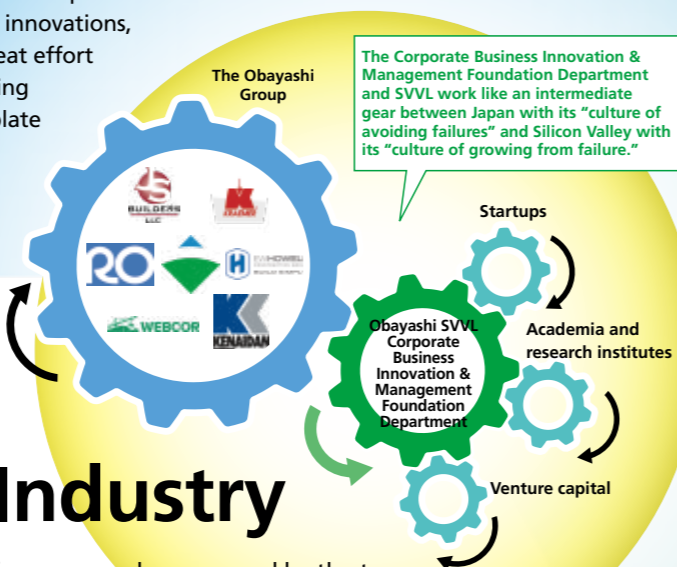 innovations,
eat effort
ing
late
The Obayashi
Group
The Corporate Business Innovation &
Management Foundation Department
and SVVL work like an intermediate
gear between Japan with its “culture of
avoiding failures” and Silicon Valley with
its “culture of growing from failure.”
BUILDERS
LLC
KRAEMER
RO
WEBCOR
KENAIDAN
Startups
Academia and
research institutes
Obayashi SVVL
Corporate
Business
Innovation &
Management
Foundation
Department
Venture capital
Industry